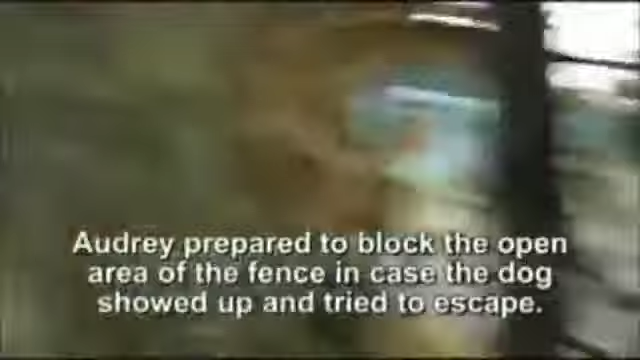 Audrey prepared to block the open
area of the fence in case the dog
showed up and tried to escape.